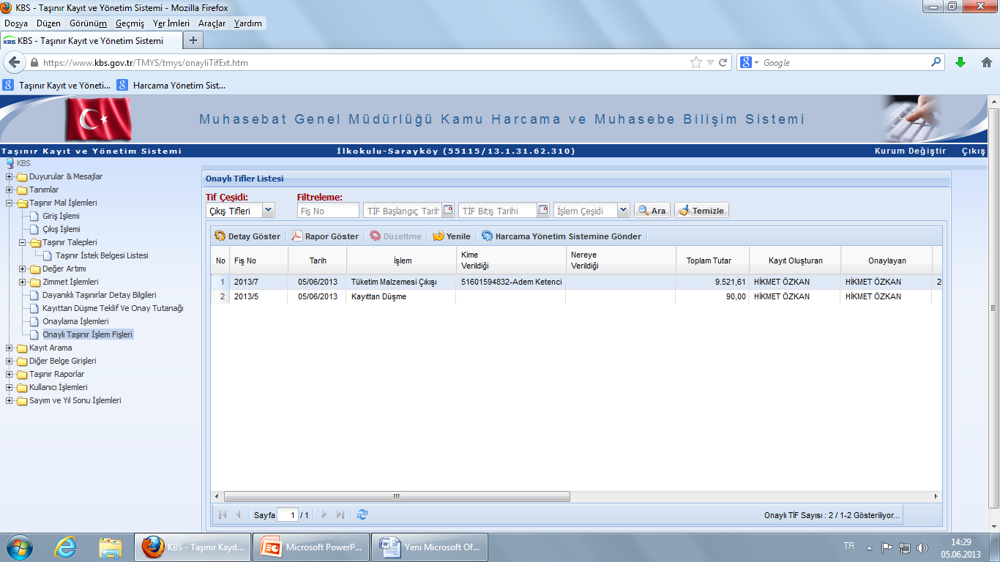 KBS - Taşınır Kayıt ve Yönetim Sistemi - Mozilla Firefox
Dosya Düzen Görünüm Geçmiş Yer İmleri Araçlar Yardım
KBS KBS - Taşınır Kayıt ve Yönetim Sistemi
https://www.kbs.gov.tr/TMYS/tmys/onayliTifExt.htm
Google
Taşınır Kayıt ve Yöneti... Harcama Yönetim Sist...
Muhasebat Genel Müdürlüğü Kamu Harcama ve Muhasebe Bilişim Sistemi
Taşınır Kayıt ve Yönetim Sistemi İlkokulu-Sarayköy (55115/13.1.31.62.310) Kurum Değiştir Çıkış
KBS
Duyurular & Mesajlar
Tanımlar
Taşınır Mal İşlemleri
Giriş İşlemi
Çıkış İşlemi
Taşınır Talepleri
Taşınır İstek Belgesi Listesi
Değer Artımı
Zimmet İşlemleri
Dayanıklı Taşınırlar Detay Bilgileri
Kayıttan Düşme Teklif Ve Onay Tutanağı
Onaylama İşlemleri
Onaylı Taşınır İşlem Fişleri
Kayıt Arama
Diğer Belge Girişleri
Taşınır Raporlar
Kullanıcı İşlemleri
Sayım ve Yıl Sonu İşlemleri
Onaylı Tifler Listesi
Tif Çeşidi: Filtreleme:
Çıkış Tifleri Fiş No TİF Başlangıç Tarih TİF Bitiş Tarihi İşlem Çeşidi Ara Temizle
Detay Göster Rapor Göster Düzeltme Yenile Harcama Yönetim Sistemine Gönder
No Fiş No Tarih İşlem Kime Verildiği Nereye Verildiği Toplam Tutar Kayıt Oluşturan Onaylayan
1 2013/7 05/06/2013 Tüketim Malzemesi Çıkışı 51601594832-Adem Ketenci 9.521,61 HİKMET ÖZKAN HİKMET ÖZKAN 2
2 2013/5 05/06/2013 Kayıttan Düşme 90,00 HİKMET ÖZKAN HİKMET ÖZKAN
Sayfa 1 / 1 Onaylı TİF Sayısı : 2 / 1-2 Gösteriliyor...
KBS - Taşınır Kayıt... Microsoft PowerP... Yeni Microsoft Of... TR 14:29
05.06.2013